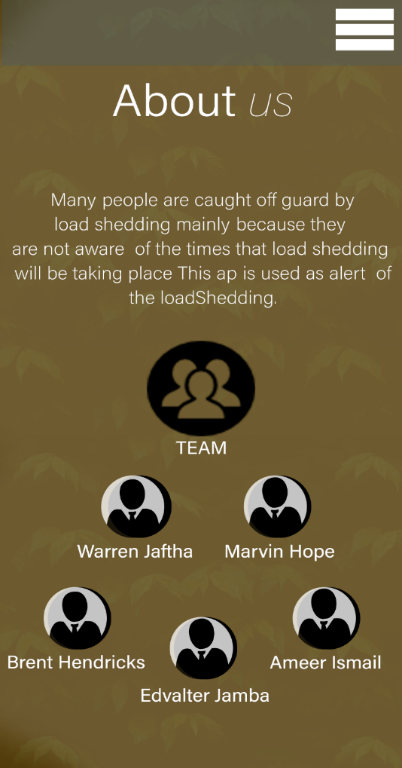 About us
Many people are caught off guard by
load shedding mainly because they
are not aware of the times that load shedding
will be taking place This ap is used as alert of
the loadShedding.
TEAM
Warren Jaftha Marvin Hope
Brent Hendricks Ameer Ismail
Edvalter Jamba